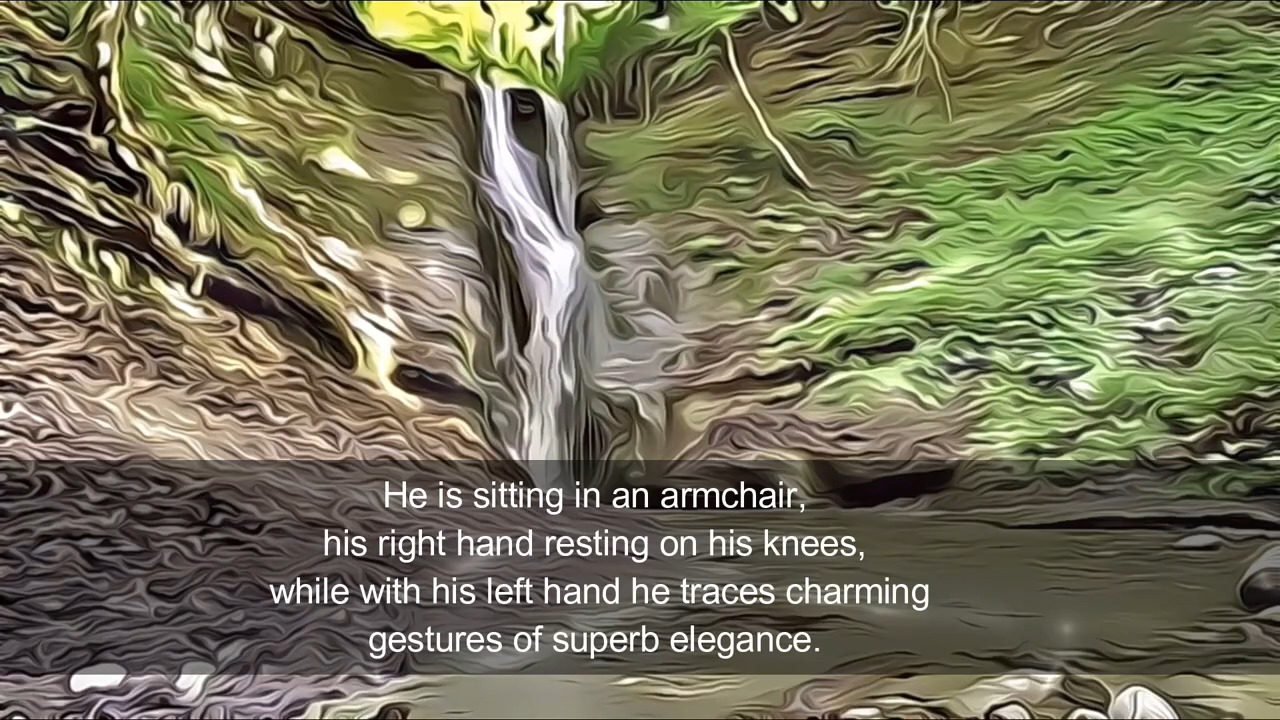 He is sitting in an armchair,
his right hand resting on his knees,
while with his left hand he traces charming
gestures of superb elegance.